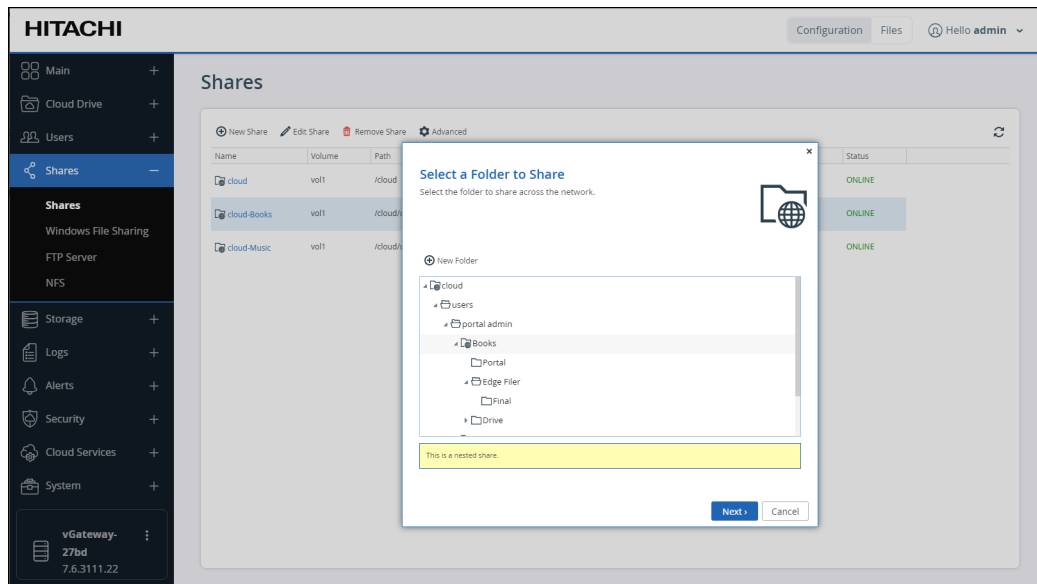 HITACHI
Configuration Files Hello admin
Main
Cloud Drive
Users
Shares
Shares
Windows File Sharing
FTP Server
NFS
Storage
Logs
Alerts
Security
Cloud Services
System
vGateway-
27bd
7.6.3111.22
Shares
New Share Edit Share Remove Share Advanced
Name Volume Path Status
cloud vol1 /cloud ONLINE
cloud-Books vol1 /cloud/ ONLINE
cloud-Music vol1 /cloud/ ONLINE
Select a Folder to Share
Select the folder to share across the network.
New Folder
cloud
users
portal admin
Books
Portal
Edge Filer
Final
Drive
This is a nested share.
Next ›
Cancel